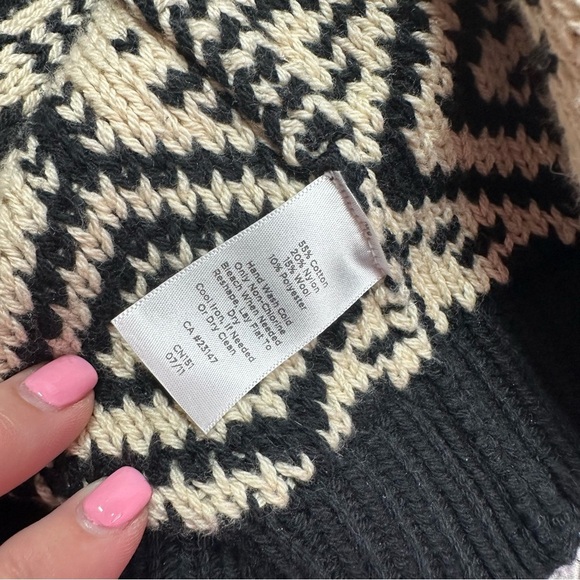 55% Cotton
20% Nylon
15% Wool
10% Polyester
Hand Wash Cold
Only Non-Chlorine
Bleach When Needed
Reshape, Lay Flat To
Dry
Cool Iron, If Needed
Or Dry Clean
CA #23147
CN151
07/11